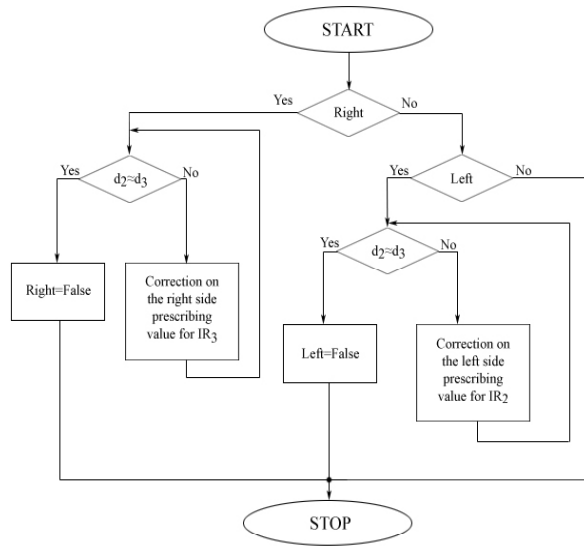 START
Yes
Right
No
Yes
d₂≈d₃
No
Yes
Left
No
Right=False
Correction on
the right side
prescribing
value for IR₃
Yes
d₂≈d₃
No
Left=False
Correction on
the left side
prescribing
value for IR₂
STOP